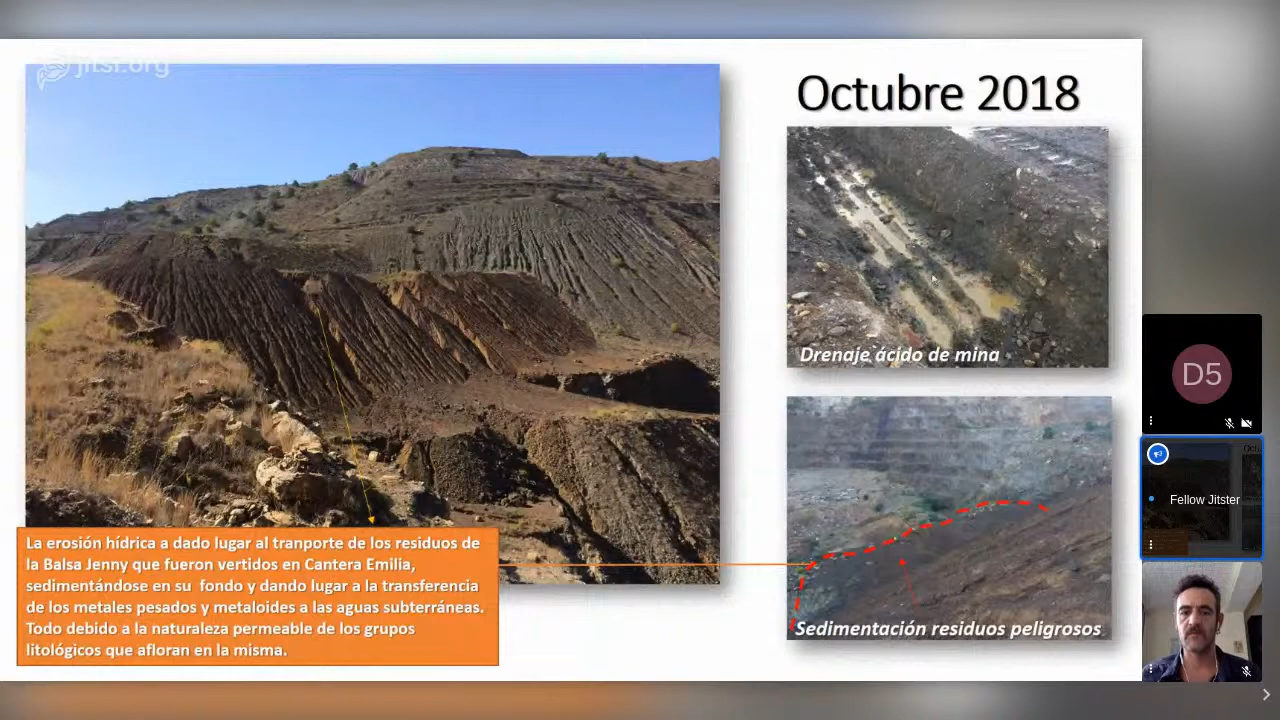 jitsi.org
Octubre 2018
Drenaje ácido de mina
La erosión hídrica a dado lugar al tranporte de los residuos de
la Balsa Jenny que fueron vertidos en Cantera Emilia,
sedimentándose en su fondo y dando lugar a la transferencia
de los metales pesados y metaloides a las aguas subterráneas.
Todo debido a la naturaleza permeable de los grupos
litológicos que afloran en la misma.
Sedimentación residuos peligrosos
D5
Octu
Fellow Jitster